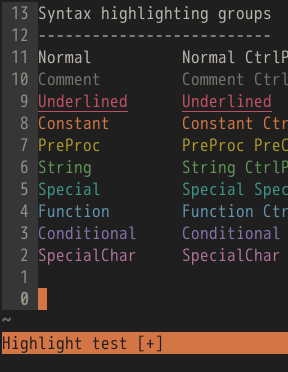 13 Syntax highlighting groups
12 -------------------------
11 Normal Normal CtrlP
10 Comment Comment Ctrl
9 Underlined Underlined
8 Constant Constant Ctr
7 PreProc PreProc PreC
6 String String CtrlP
5 Special Special Spec
4 Function Function Ctr
3 Conditional Conditional
2 SpecialChar SpecialChar
1
0
~
Highlight test [+]